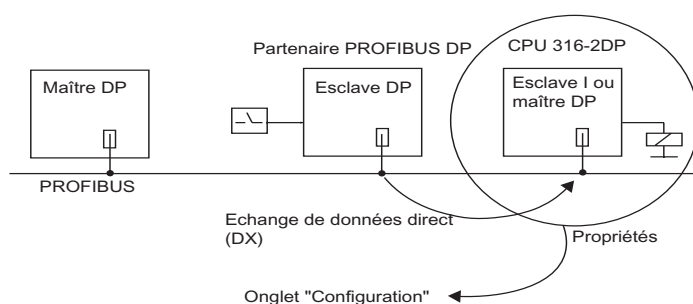 Partenaire PROFIBUS DP
CPU 316-2DP
Maître DP
Esclave DP
Esclave I ou
maître DP
PROFIBUS
Echange de données direct
(DX)
Propriétés
Onglet "Configuration"